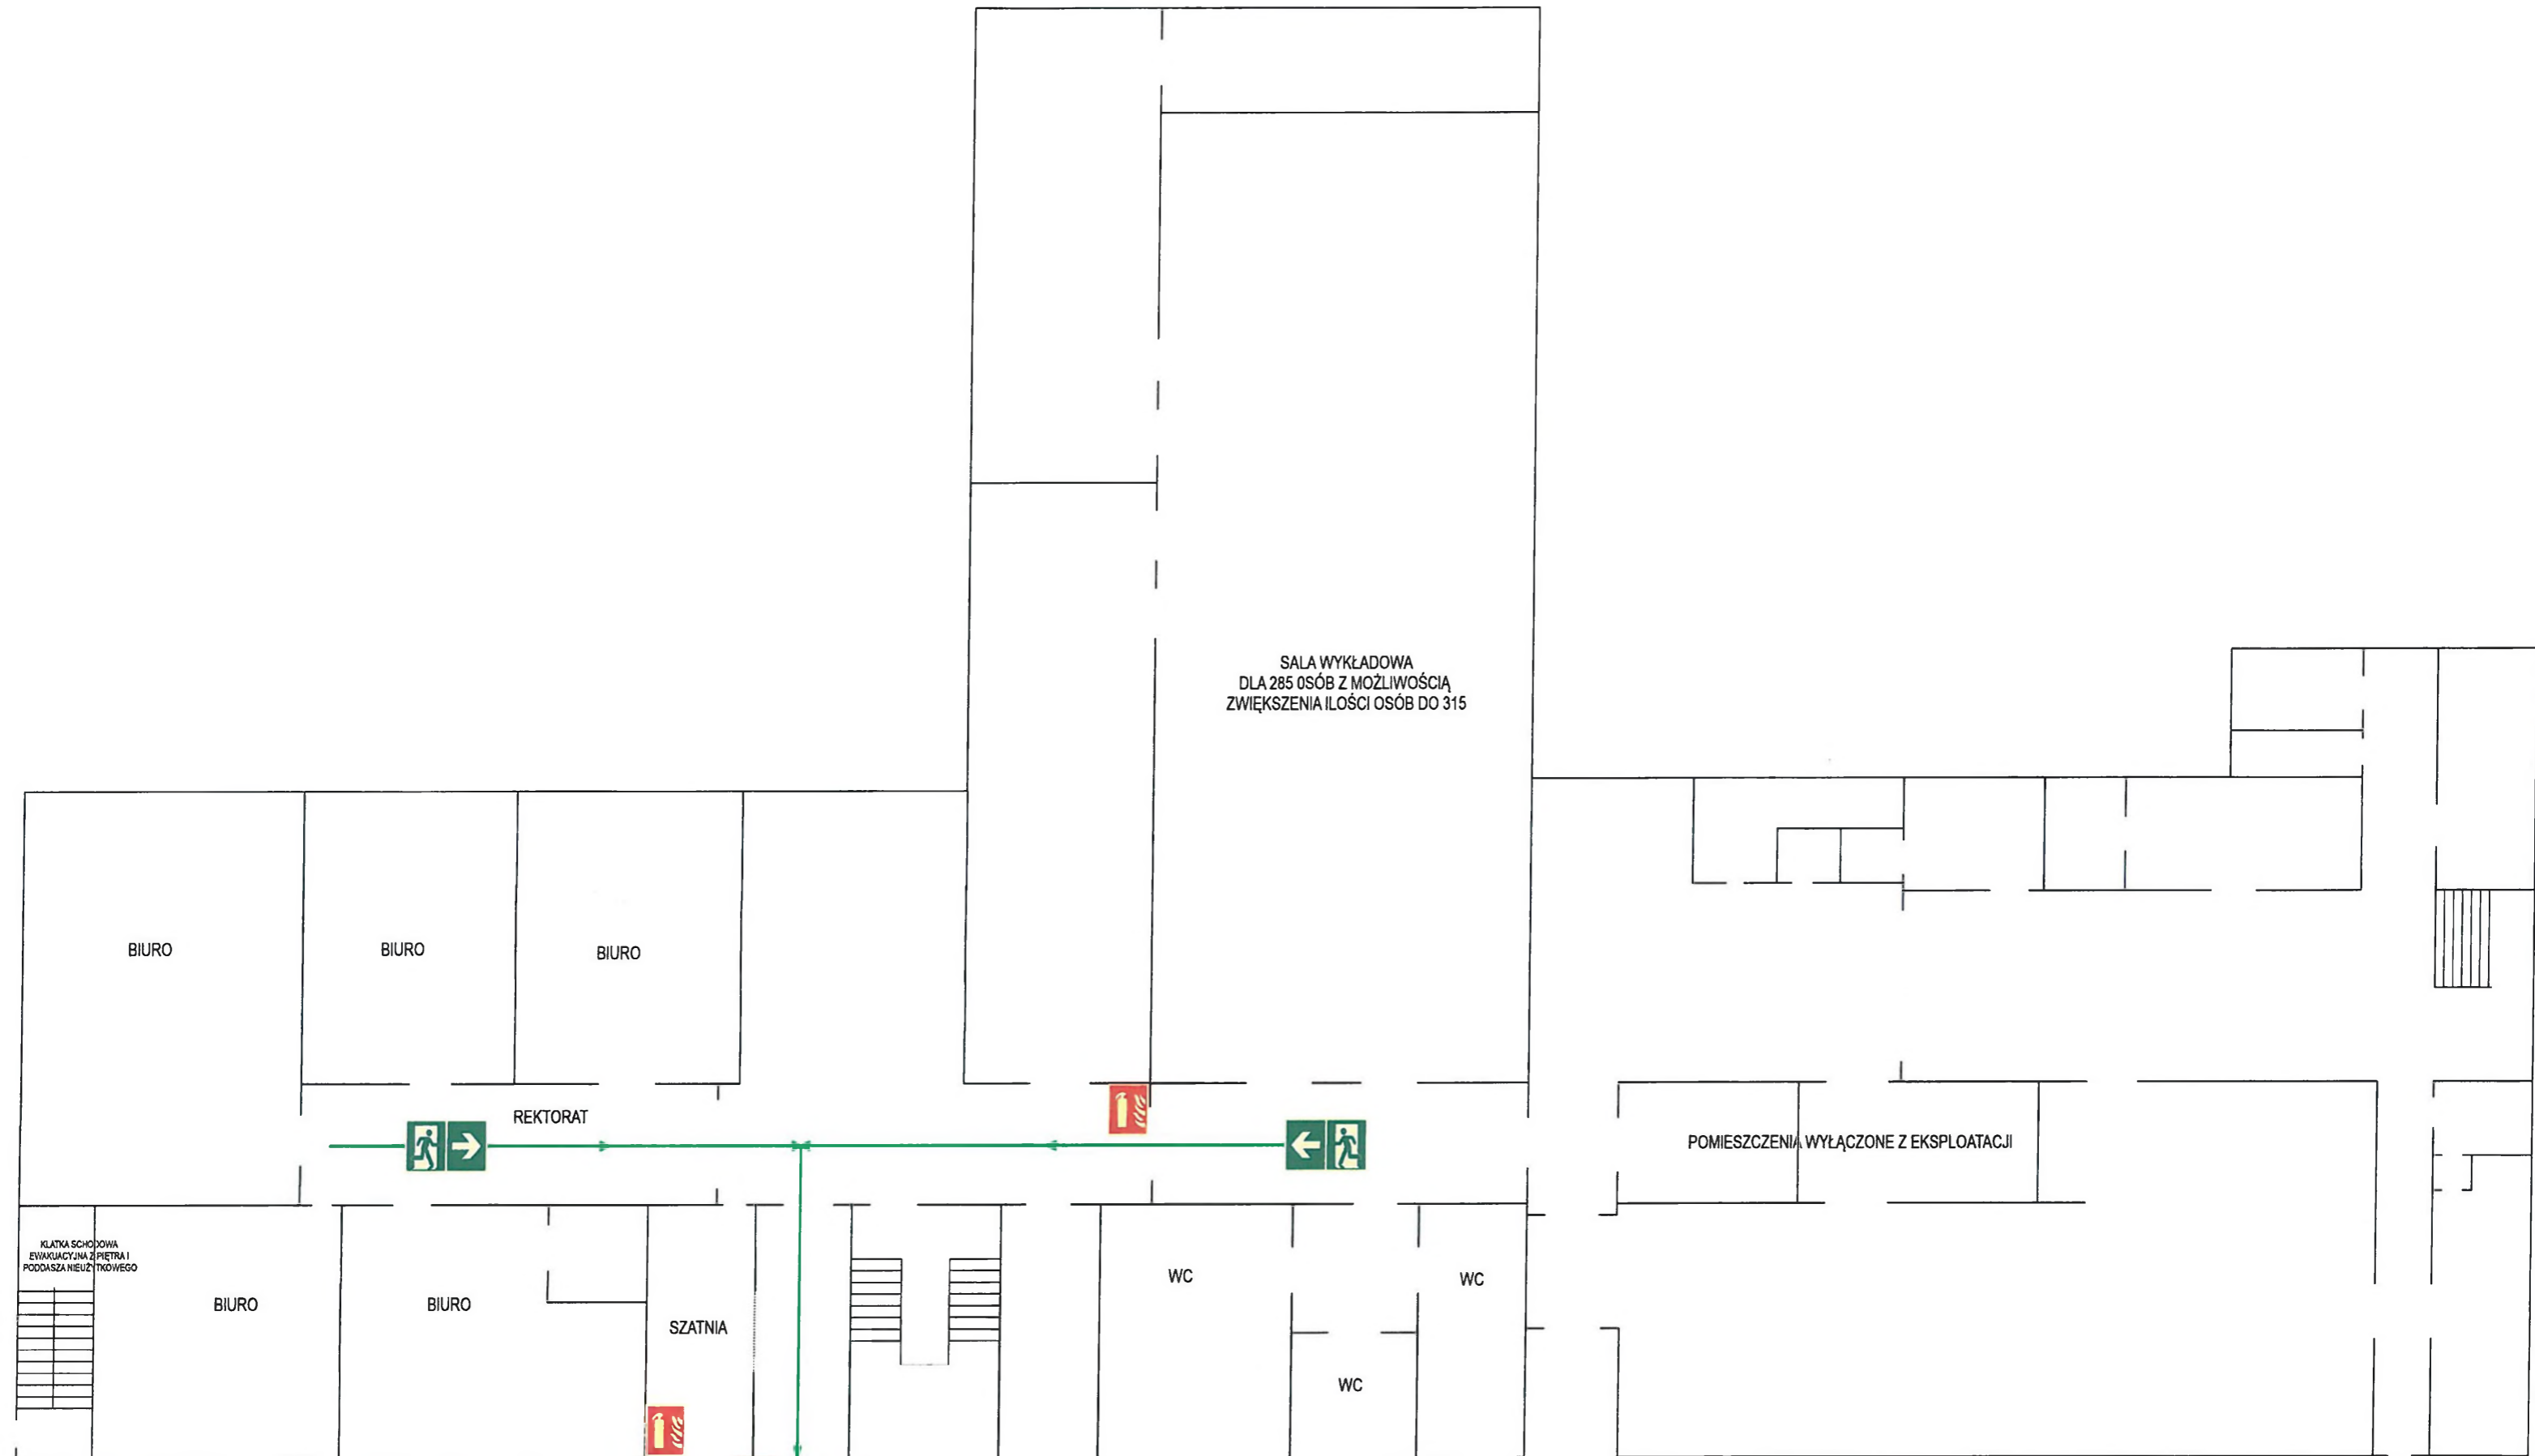 SALA WYKŁADOWA
DLA 285 0SÓB Z MOŻLIWOŚCIĄ
ZWIĘKSZENIA ILOŚCI OSÓB DO 315
BIURO
BIURO
BIURO
REKTORAT
POMIESZCZENIA WYŁĄCZONE Z EKSPLOATACJI
KLATKA SCHODOWA
EWAKUACYJNA Z PIĘTRA I
PODDASZA NIEUŻYTKOWEGO
BIURO
BIURO
SZATNIA
WC
WC
WC